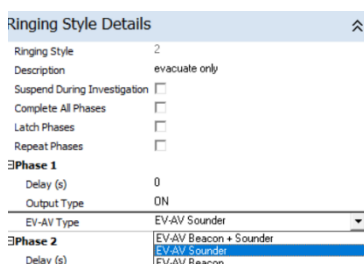 Ringing Style Details
Ringing Style 2
Description evacuate only
Suspend During Investigation
Complete All Phases
Latch Phases
Repeat Phases
Phase 1
Delay (s) 0
Output Type ON
EV-AV Type EV-AV Sounder
EV-AV Beacon + Sounder
Phase 2 EV-AV Sounder
Delay (s) EV-AV Beacon